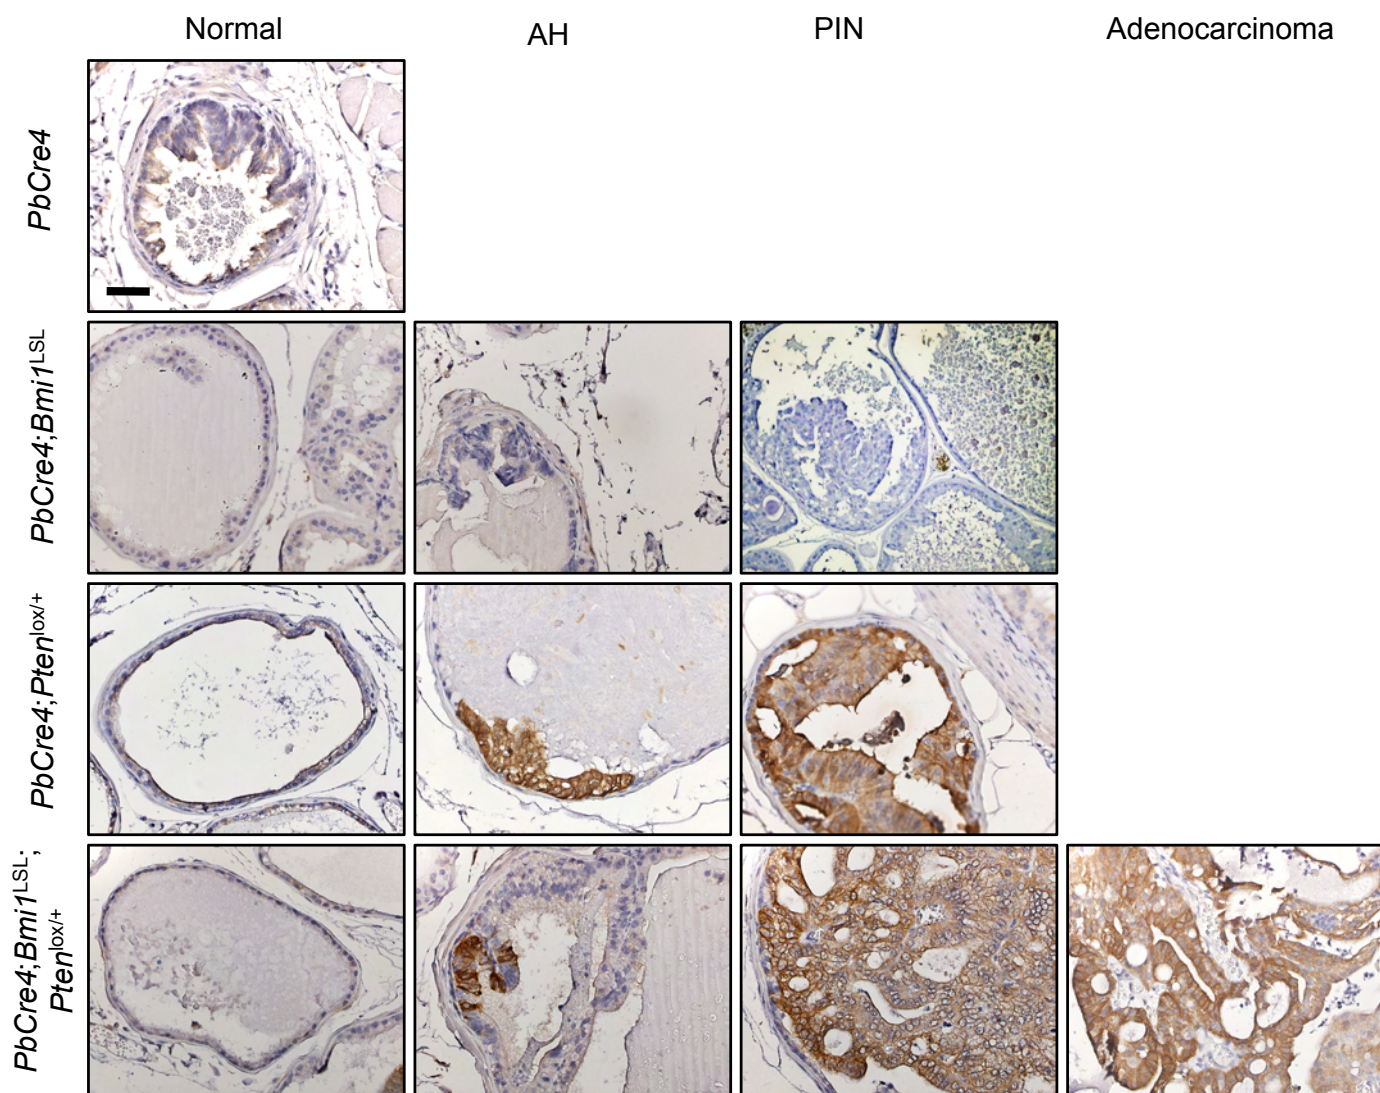 Normal
AH
PIN
Adenocarcinoma
PbCre4
PbCre4;Bmi1LSL
PbCre4;Ptenlox/+
PbCre4;Bmi1LSL;
Ptenlox/+